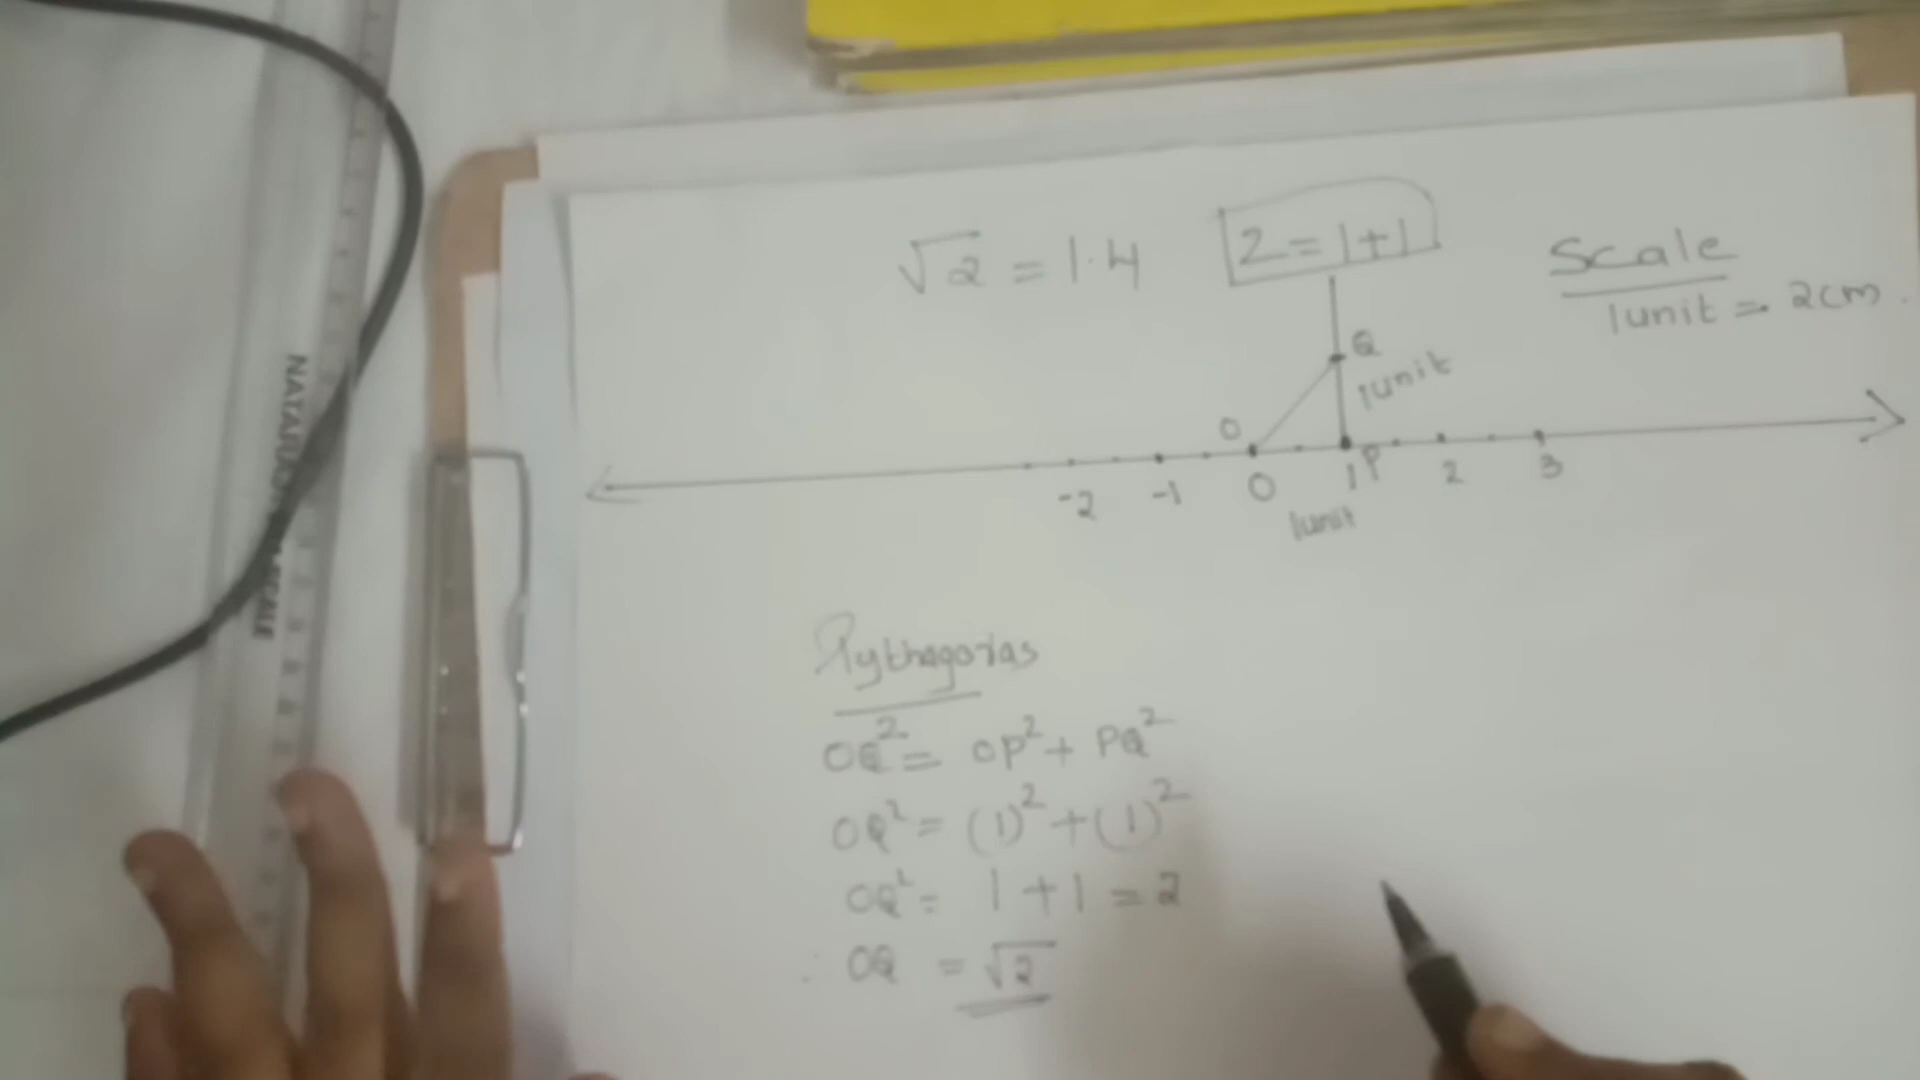 √2 = 1.4
2 = 1+1
Scale
1unit = 2cm.
Q
1unit
O
-2 -1 0 1 P 2 3
1unit
Pythagorias
OQ² = OP² + PQ²
OQ² = (1)² + (1)²
OQ² = 1 + 1 = 2
∴ OQ = √2